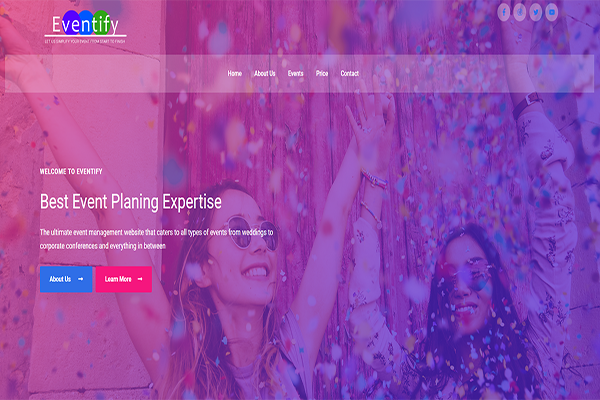 Eventify
LET US SIMPLIFY YOUR EVENT FROM START TO FINISH
Home About Us Events Price Contact
WELCOME TO EVENTIFY
Best Event Planing Expertise
The ultimate event management website that caters to all types of events from weddings to
corporate conferences and everything in between
About Us → Learn More →